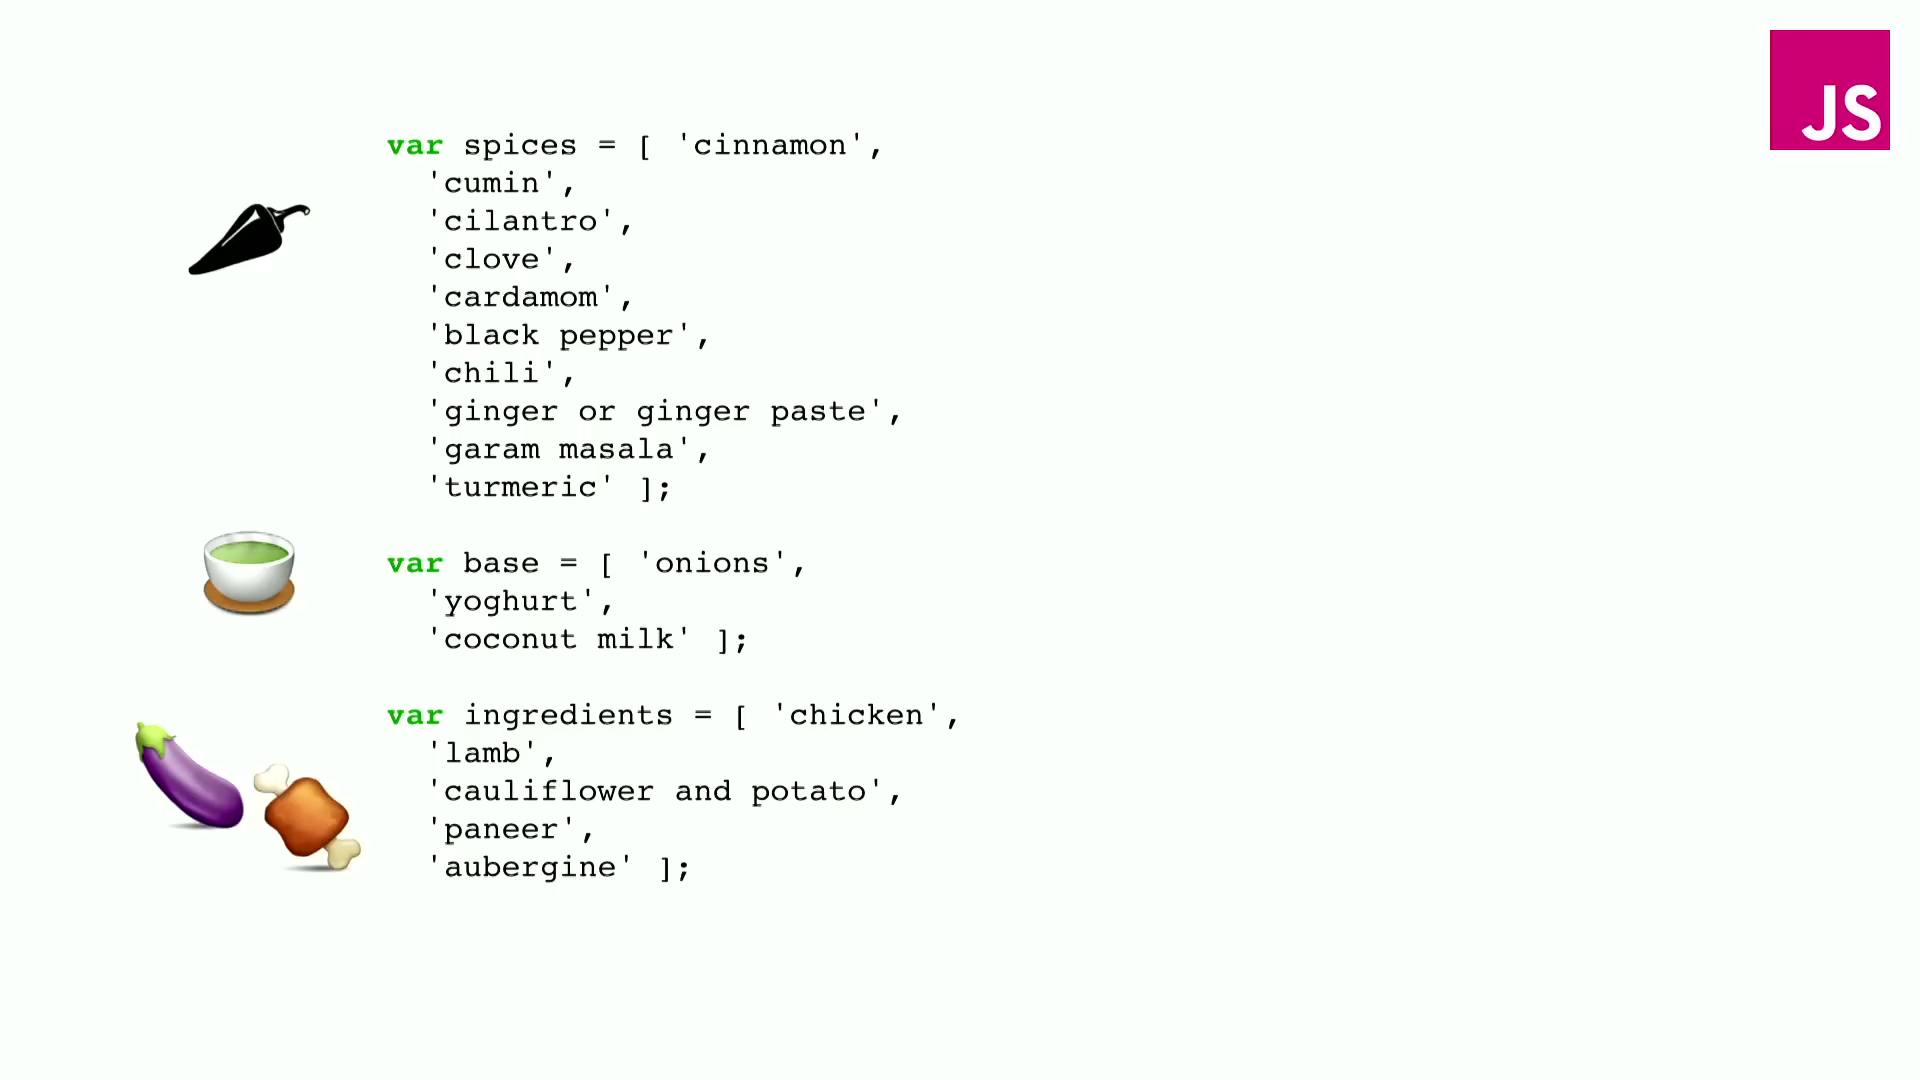 JS
var spices = [ 'cinnamon',
'cumin',
'cilantro',
'clove',
'cardamom',
'black pepper',
'chili',
'ginger or ginger paste',
'garam masala',
'turmeric' ];
var base = [ 'onions',
'yoghurt',
'coconut milk' ];
var ingredients = [ 'chicken',
'lamb',
'cauliflower and potato',
'paneer',
'aubergine' ];